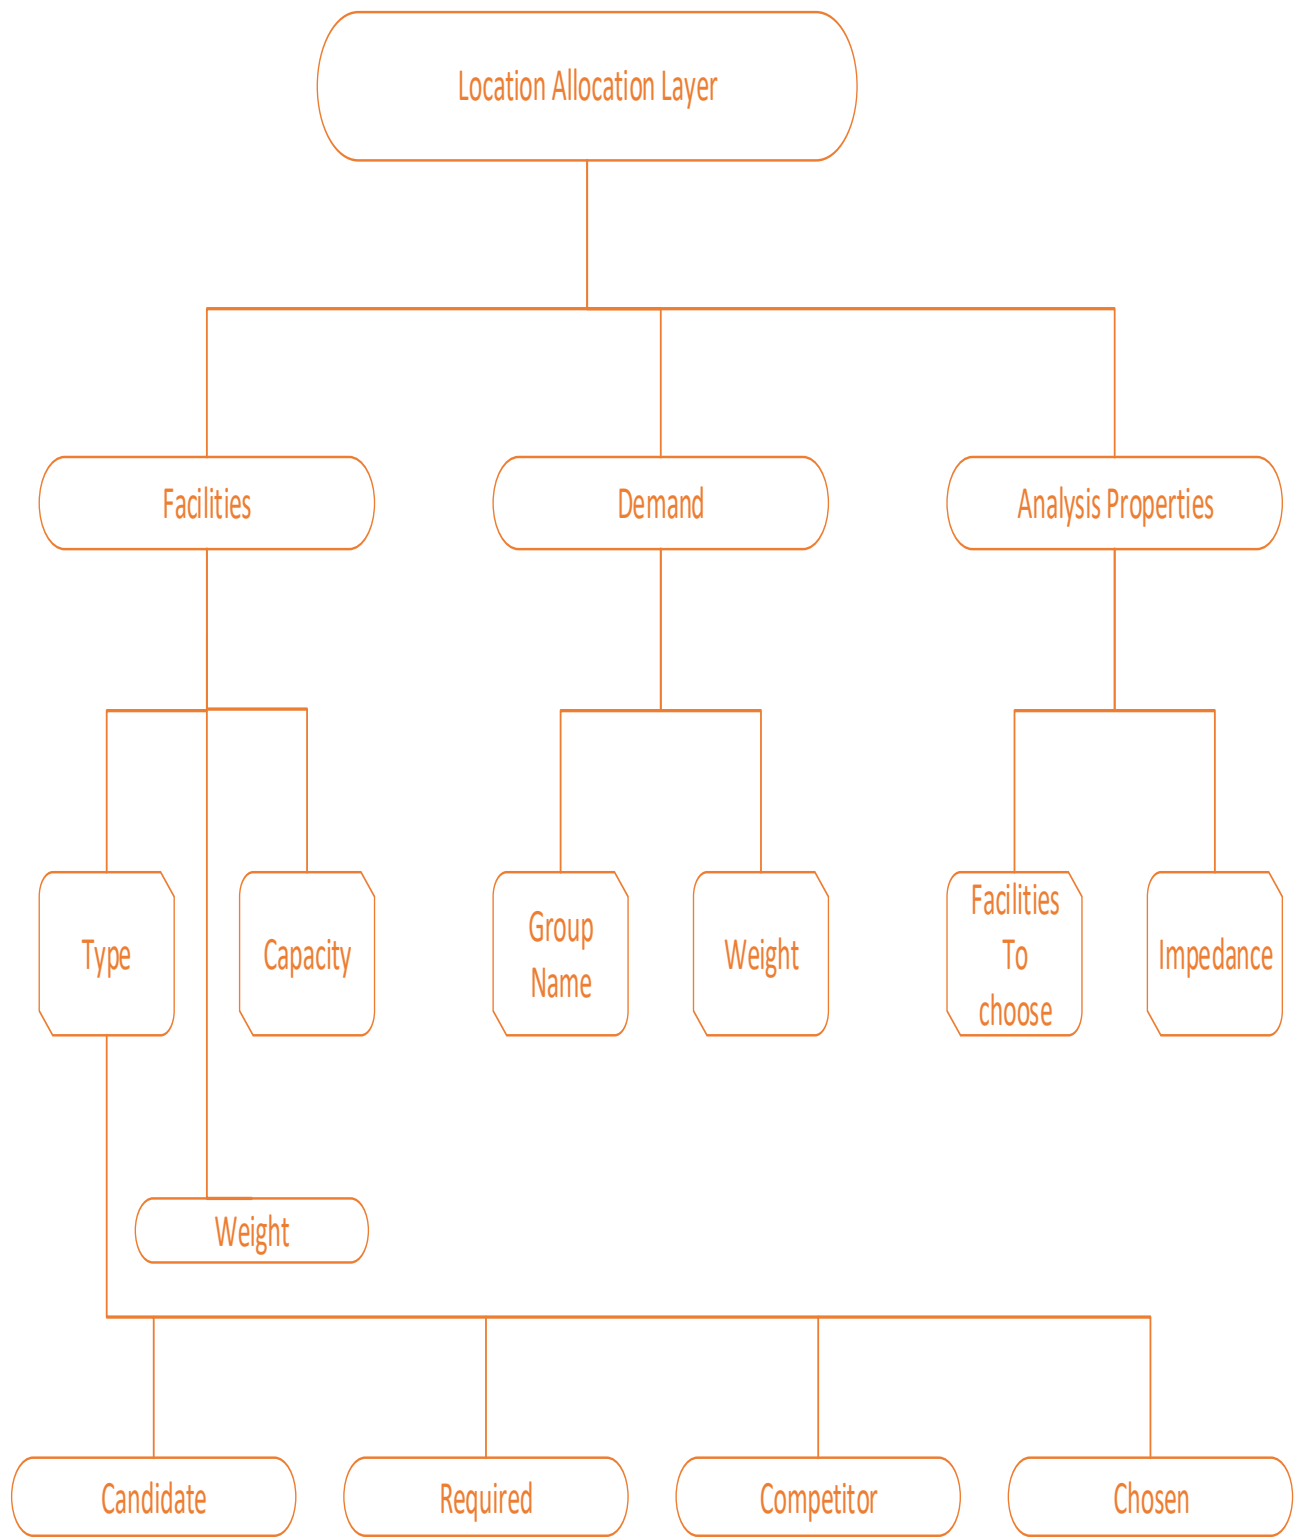 Location Allocation Layer
Facilities
Demand
Analysis Properties
Type
Capacity
Group
Name
Weight
Facilities
To
choose
Impedance
Weight
Candidate
Required
Competitor
Chosen